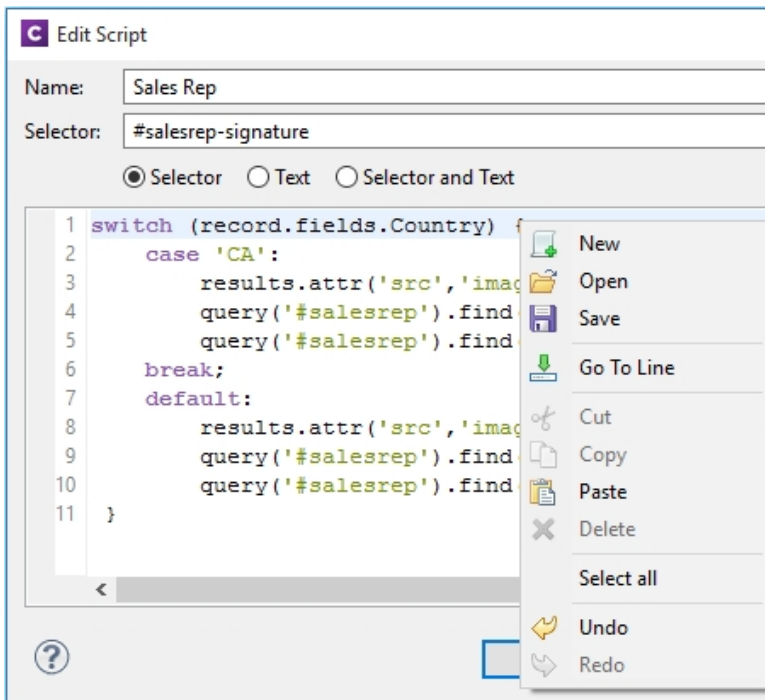 C Edit Script
Name: Sales Rep
Selector: #salesrep-signature
Selector Text Selector and Text
1 switch (record.fields.Country) {
2 case 'CA':
3 results.attr('src','imag
4 query('#salesrep').find
5 query('#salesrep').find
6 break;
7 default:
8 results.attr('src','imag
9 query('#salesrep').find
10 query('#salesrep').find
11 }
New
Open
Save
Go To Line
Cut
Copy
Paste
Delete
Select all
Undo
Redo
?